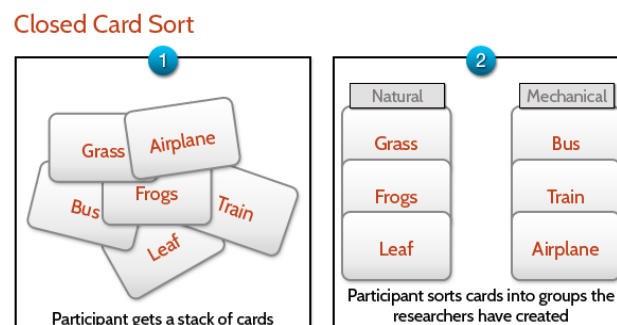 Closed Card Sort
1
Grass
Airplane
Bus
Frogs
Train
Leaf
Participant gets a stack of cards
2
Natural
Mechanical
Grass
Bus
Frogs
Train
Leaf
Airplane
Participant sorts cards into groups the
researchers have created